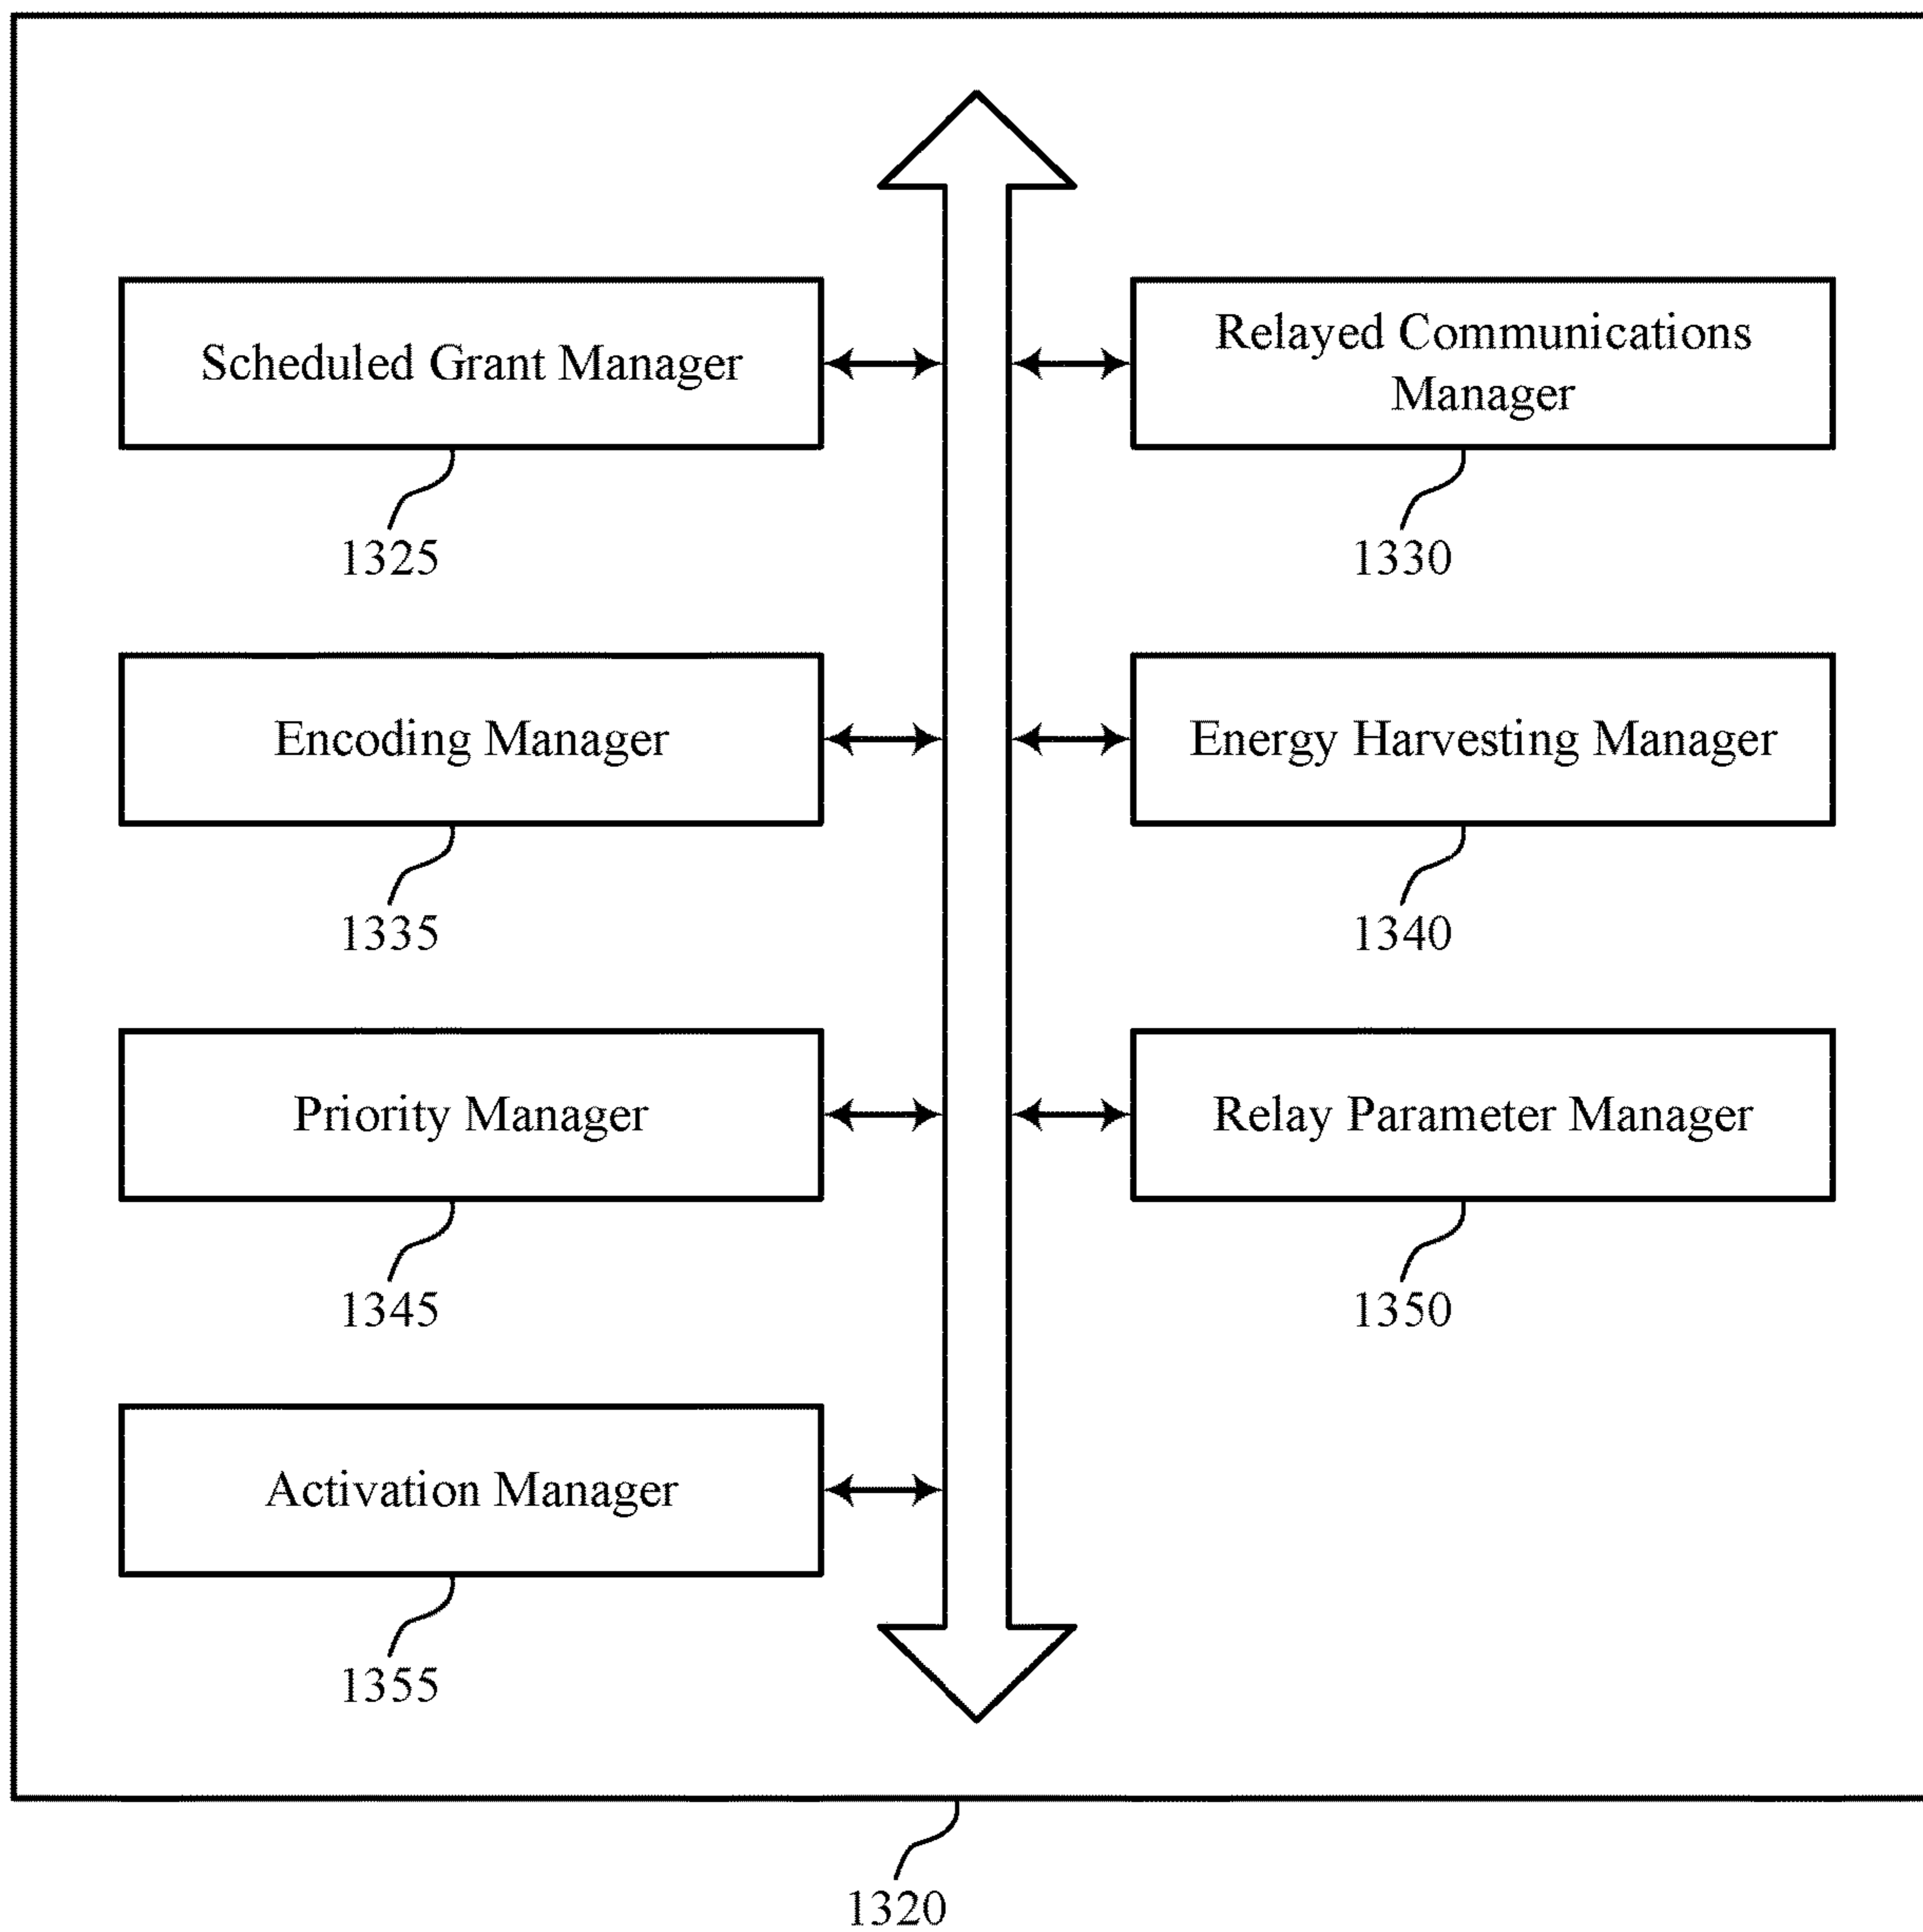 Scheduled Grant Manager
1325
Relayed Communications
Manager
1330
Encoding Manager
1335
Energy Harvesting Manager
1340
Priority Manager
1345
Relay Parameter Manager
1350
Activation Manager
1355
1320